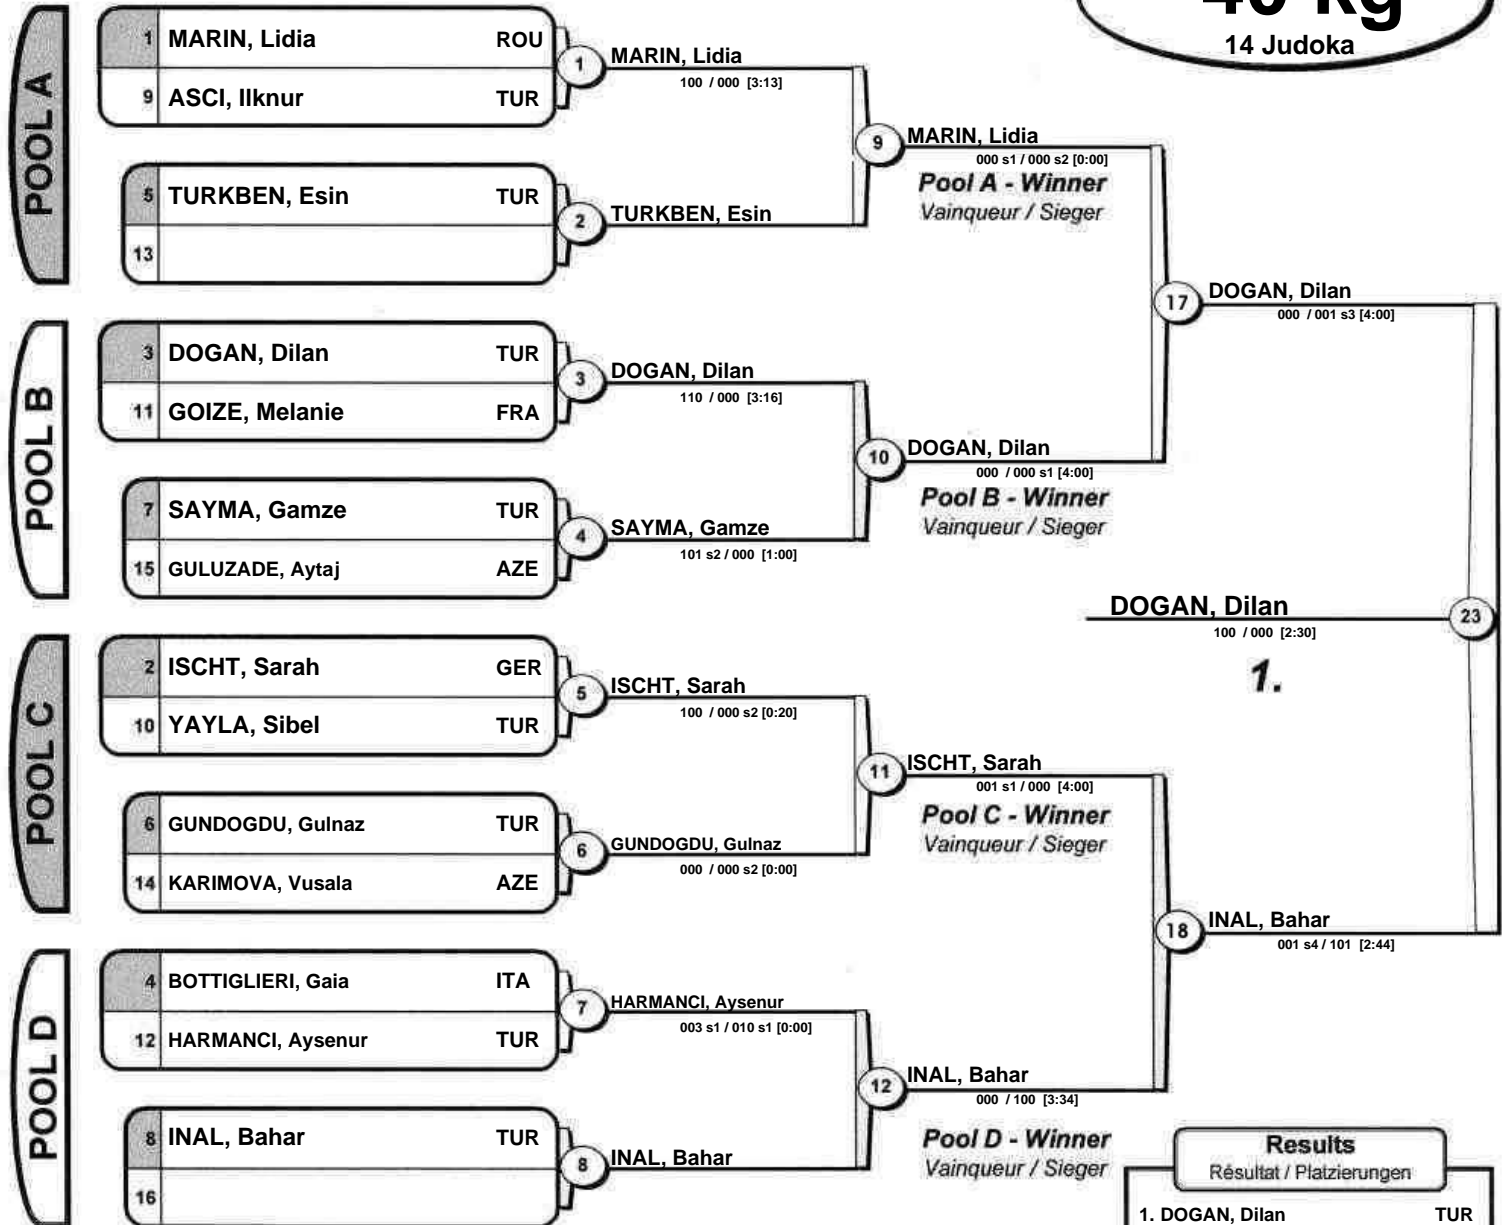 40 kg
14 Judoka
POOL A
1 MARIN, Lidia ROU
9 ASCI, Ilknur TUR
5 TURKBEN, Esin TUR
13
1 MARIN, Lidia
100 / 000 [3:13]
2 TURKBEN, Esin
9 MARIN, Lidia
000 s1 / 000 s2 [0:00]
Pool A - Winner
Vainqueur / Sieger
POOL B
3 DOGAN, Dilan TUR
11 GOIZE, Melanie FRA
7 SAYMA, Gamze TUR
15 GULUZADE, Aytaj AZE
3 DOGAN, Dilan
110 / 000 [3:16]
4 SAYMA, Gamze
101 s2 / 000 [1:00]
10 DOGAN, Dilan
000 / 000 s1 [4:00]
Pool B - Winner
Vainqueur / Sieger
17 DOGAN, Dilan
000 / 001 s3 [4:00]
POOL C
2 ISCHT, Sarah GER
10 YAYLA, Sibel TUR
6 GUNDOGDU, Gulnaz TUR
14 KARIMOVA, Vusala AZE
5 ISCHT, Sarah
100 / 000 s2 [0:20]
6 GUNDOGDU, Gulnaz
000 / 000 s2 [0:00]
11 ISCHT, Sarah
001 s1 / 000 [4:00]
Pool C - Winner
Vainqueur / Sieger
POOL D
4 BOTTIGLIERI, Gaia ITA
12 HARMANCI, Aysenur TUR
8 INAL, Bahar TUR
16
7 HARMANCI, Aysenur
003 s1 / 010 s1 [0:00]
8 INAL, Bahar
12 INAL, Bahar
000 / 100 [3:34]
Pool D - Winner
Vainqueur / Sieger
18 INAL, Bahar
001 s4 / 101 [2:44]
DOGAN, Dilan 23
100 / 000 [2:30]
1.
Results
Résultat / Platzierungen
1. DOGAN, Dilan TUR